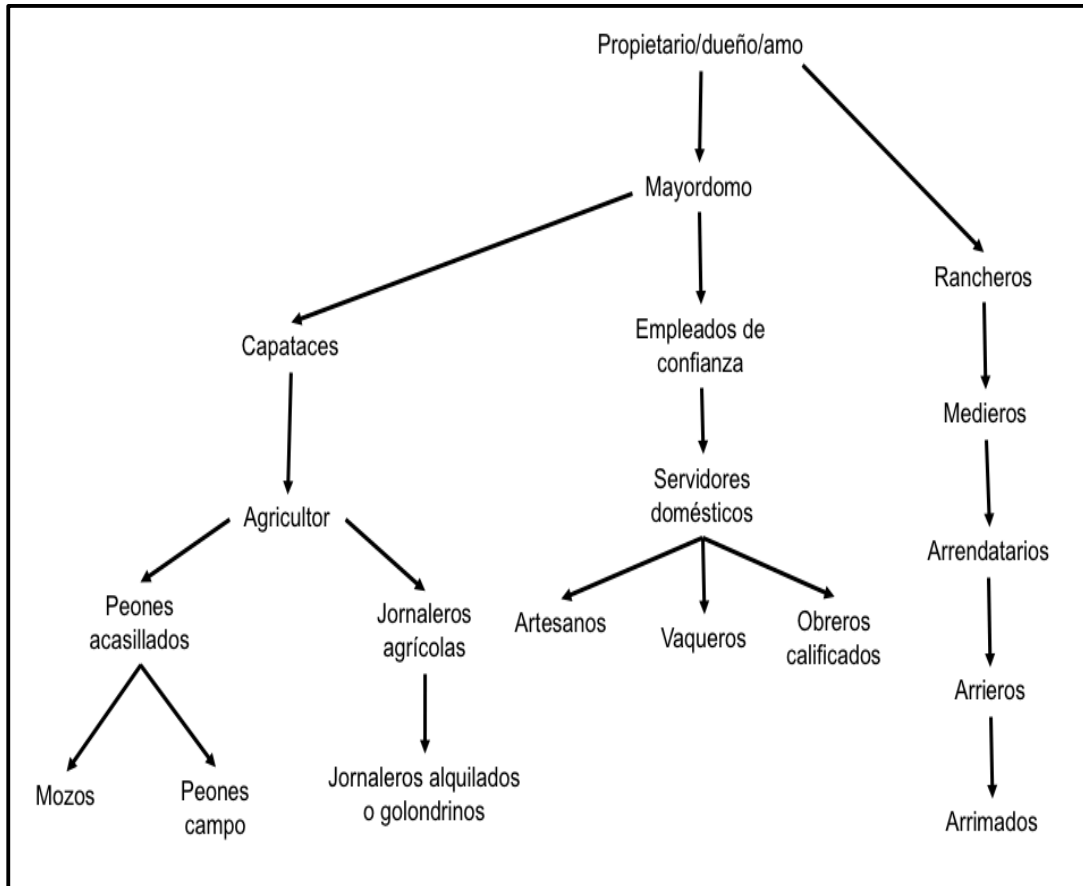 Propietario/dueño/amo
Mayordomo
Rancheros
Capataces
Empleados de
confianza
Medieros
Agricultor
Servidores
domésticos
Arrendatarios
Peones
acasillados
Jornaleros
agrícolas
Artesanos
Vaqueros
Obreros
calificados
Arrieros
Mozos
Peones
campo
Jornaleros alquilados
o golondrinos
Arrimados